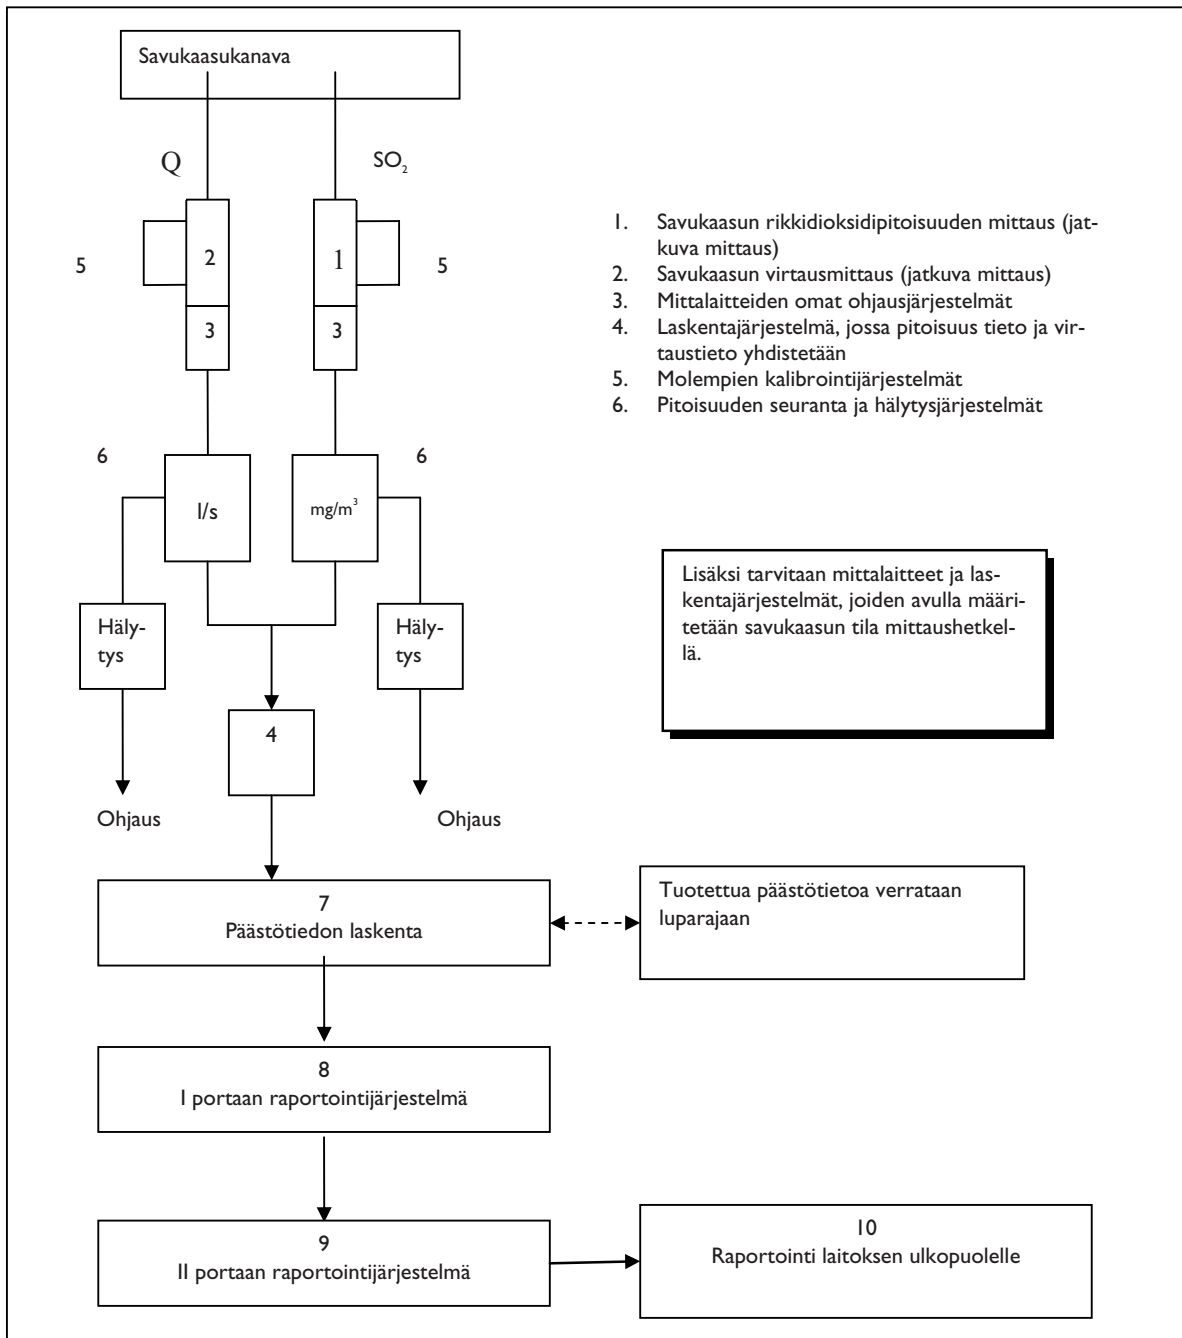 Savukaasukanava
Q
SO₂
5
2
1
5
3
3
1. Savukaasun rikkidioksidipitoisuuden mittaus (jat-
kuva mittaus)
2. Savukaasun virtausmittaus (jatkuva mittaus)
3. Mittalaitteiden omat ohjausjärjestelmät
4. Laskentajärjestelmä, jossa pitoisuus tieto ja vir-
taustieto yhdistetään
5. Molempien kalibrointijärjestelmät
6. Pitoisuuden seuranta ja hälytysjärjestelmät
6
6
l/s
mg/m³
Häly-
tys
Häly-
tys
Lisäksi tarvitaan mittalaitteet ja las-
kentajärjestelmät, joiden avulla määri-
tetään savukaasun tila mittaushetkel-
lä.
4
Ohjaus
Ohjaus
7
Päästötiedon laskenta
Tuotettua päästötietoa verrataan
luparajaan
8
I portaan raportointijärjestelmä
9
II portaan raportointijärjestelmä
10
Raportointi laitoksen ulkopuolelle